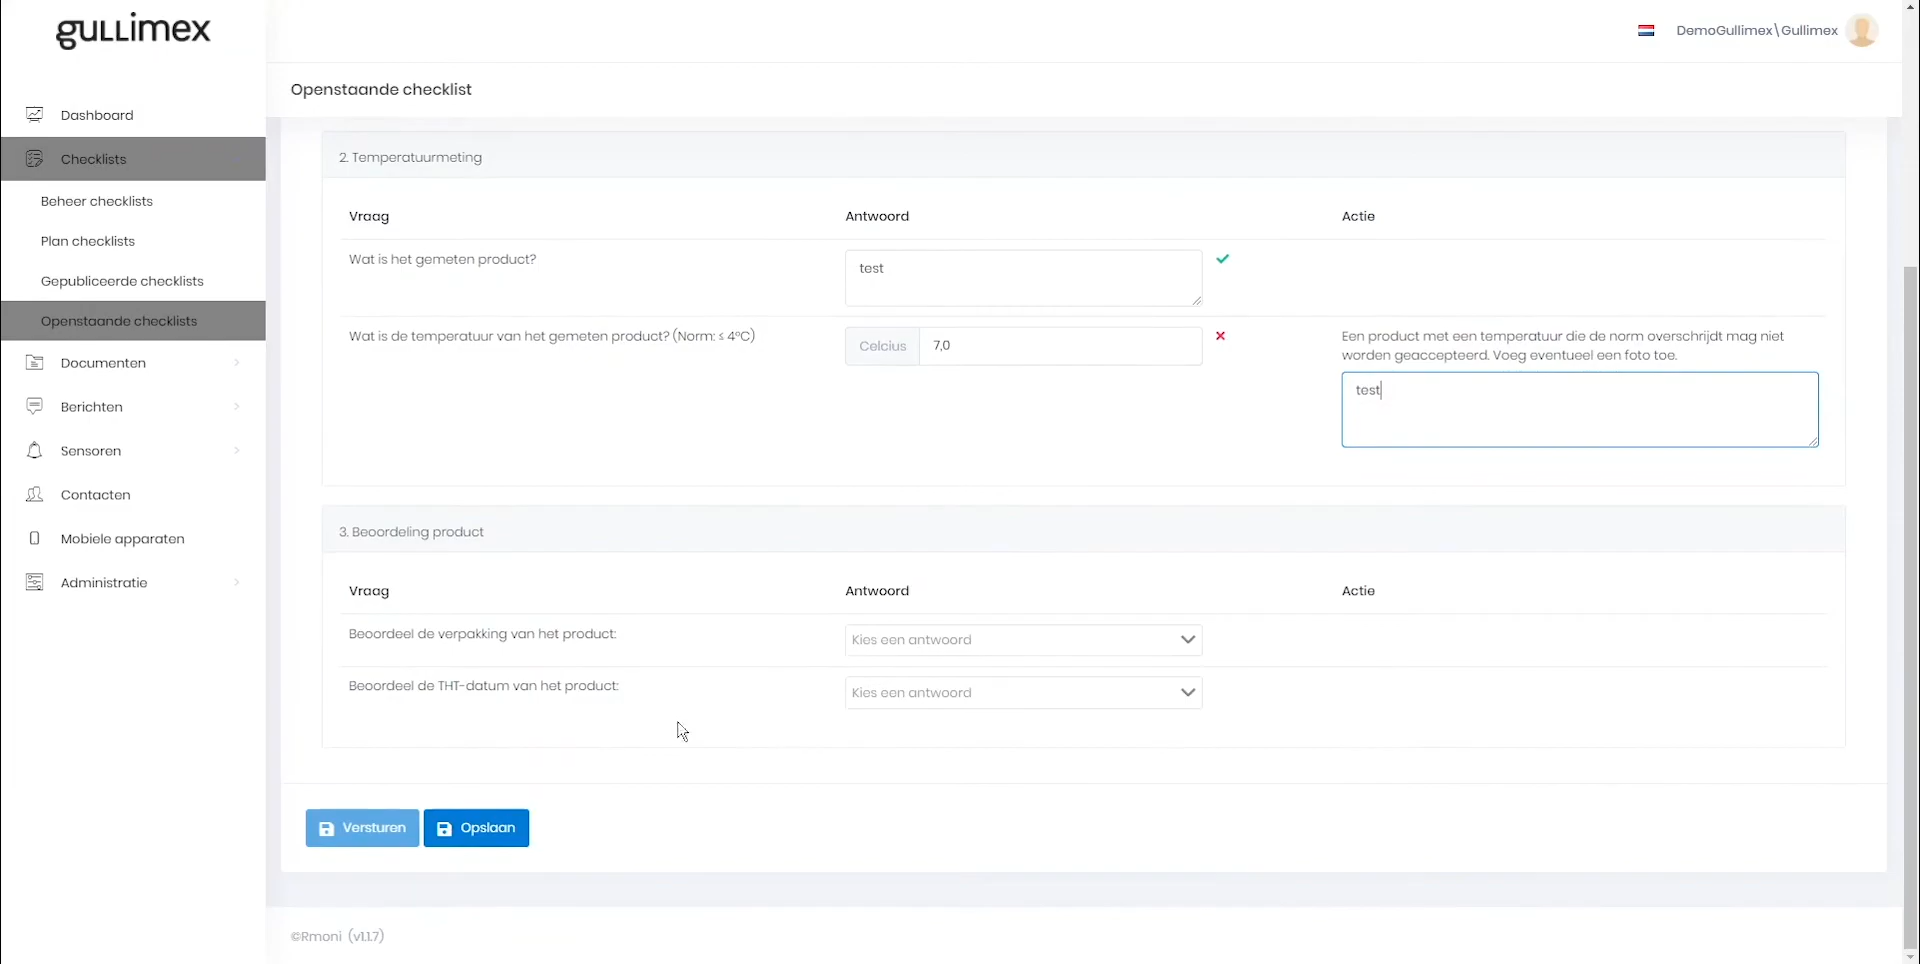 gullimex
DemoGullimex\Gullimex
Openstaande checklist
Dashboard
Checklists
Beheer checklists
Plan checklists
Gepubliceerde checklists
Openstaande checklists
Documenten
Berichten
Sensoren
Contacten
Mobiele apparaten
Administratie
2. Temperatuurmeting
Vraag Antwoord Actie
Wat is het gemeten product? test
Wat is de temperatuur van het gemeten product? (Norm: ≤ 4°C) Celcius 7,0
Een product met een temperatuur die de norm overschrijdt mag niet
worden geaccepteerd. Voeg eventueel een foto toe.
test
3. Beoordeling product
Vraag Antwoord Actie
Beoordeel de verpakking van het product: Kies een antwoord
Beoordeel de THT-datum van het product: Kies een antwoord
Versturen Opslaan
©Rmoni (v1.1.7)